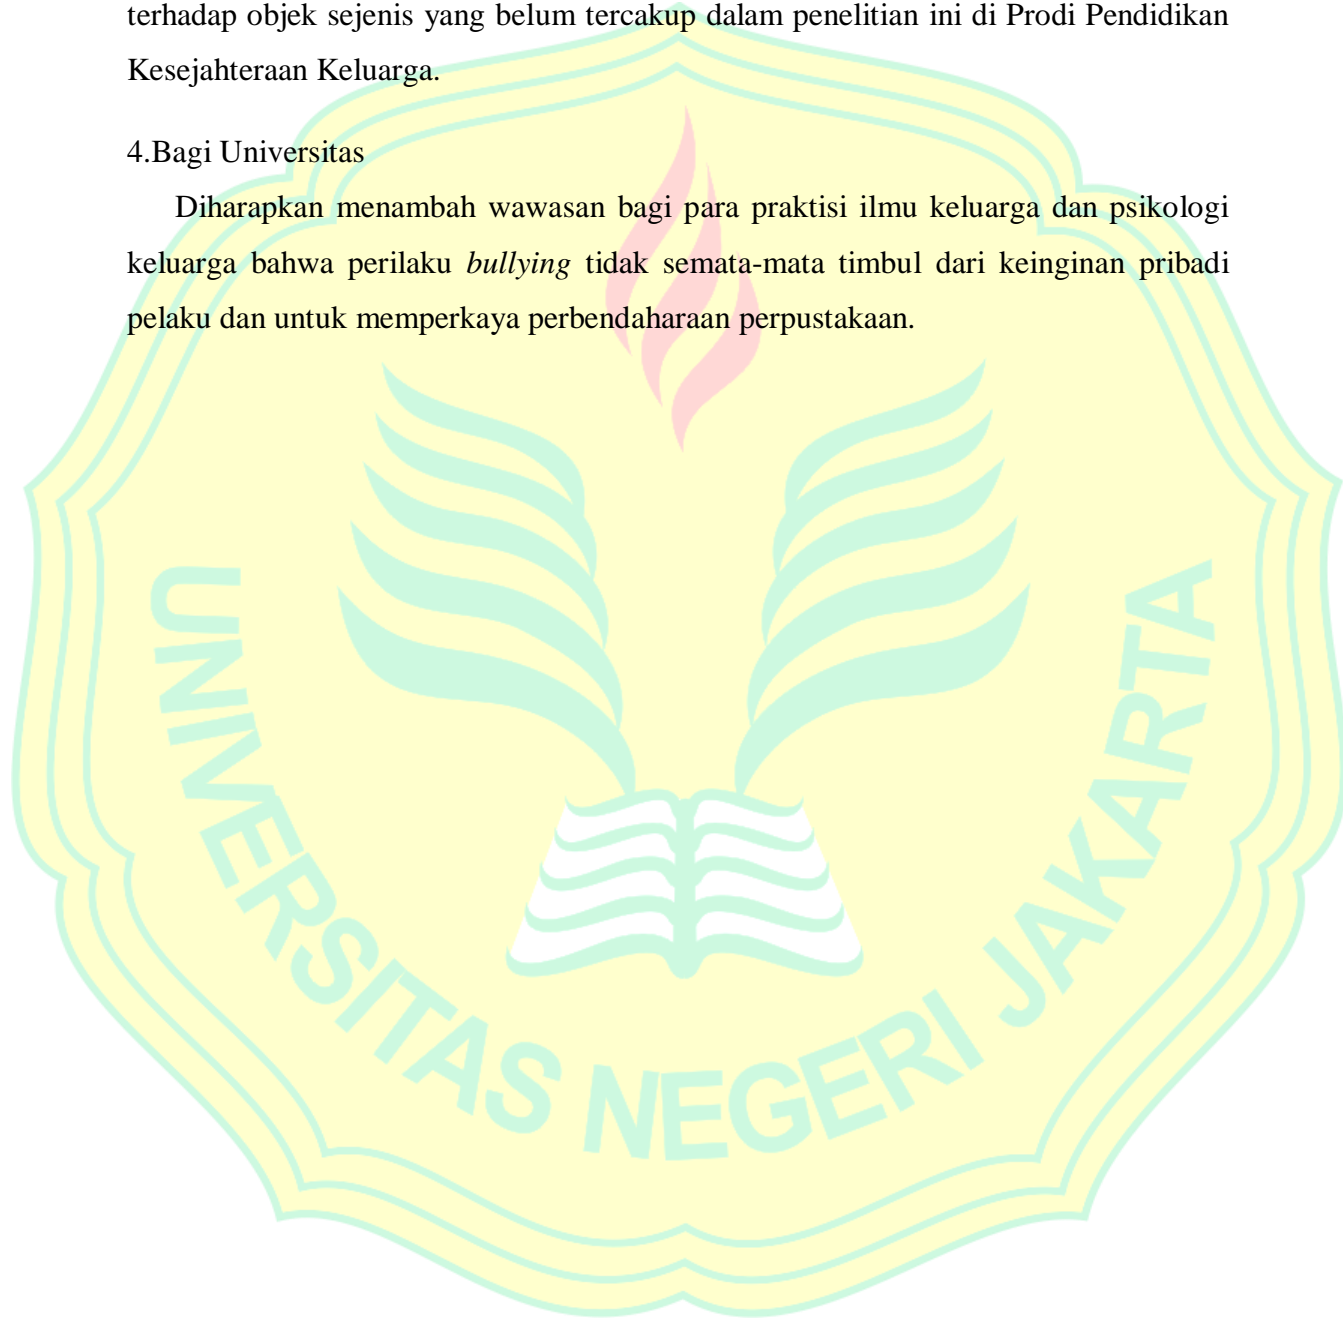 terhadap objek sejenis yang belum tercakup dalam penelitian ini di Prodi Pendidikan
Kesejahteraan Keluarga.
4.Bagi Universitas
Diharapkan menambah wawasan bagi para praktisi ilmu keluarga dan psikologi
keluarga bahwa perilaku bullying tidak semata-mata timbul dari keinginan pribadi
pelaku dan untuk memperkaya perbendaharaan perpustakaan.
UNIVERSITAS NEGERI JAKARTA